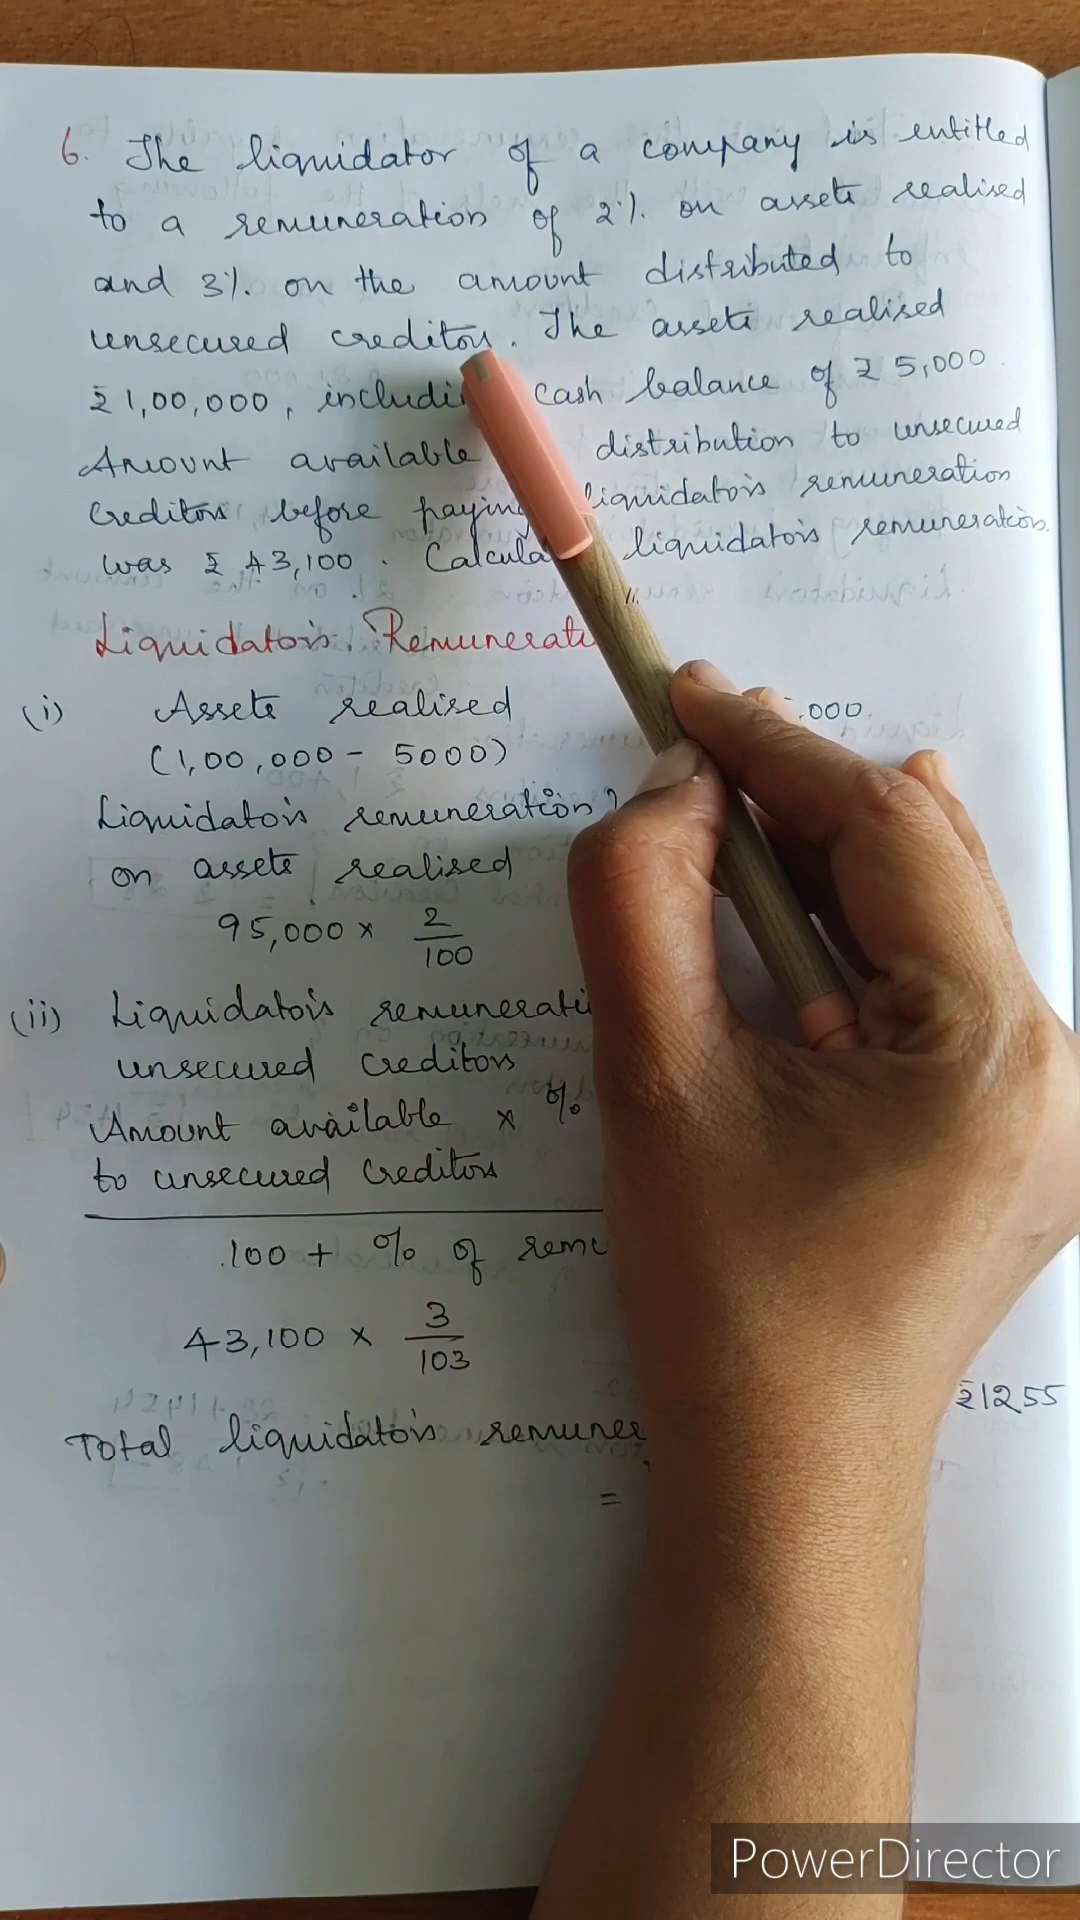 6. The liquidator of a company is entitled
to a remuneration of 2%. on assets realised
and 3%. on the amount distributed to
unsecured creditors. The assets realised
₹1,00,000, includi cash balance of ₹5,000.
Amount available distribution to unsecured
Creditors before paying liquidator's remuneration
was ₹ 43,100. Calcula liquidator's remuneration.
Liquidator's Remunerati
(i) Assets realised .000.
(1,00,000 - 5000)
Liquidator's remuneration }
on assets realised
95,000 × 2/100
(ii) Liquidator's remunerati
unsecured Creditors
Amount available × %
to unsecured Creditors
100 + % of remu
43,100 × 3/103
₹1255
Total liquidator's remuner
=
PowerDirector